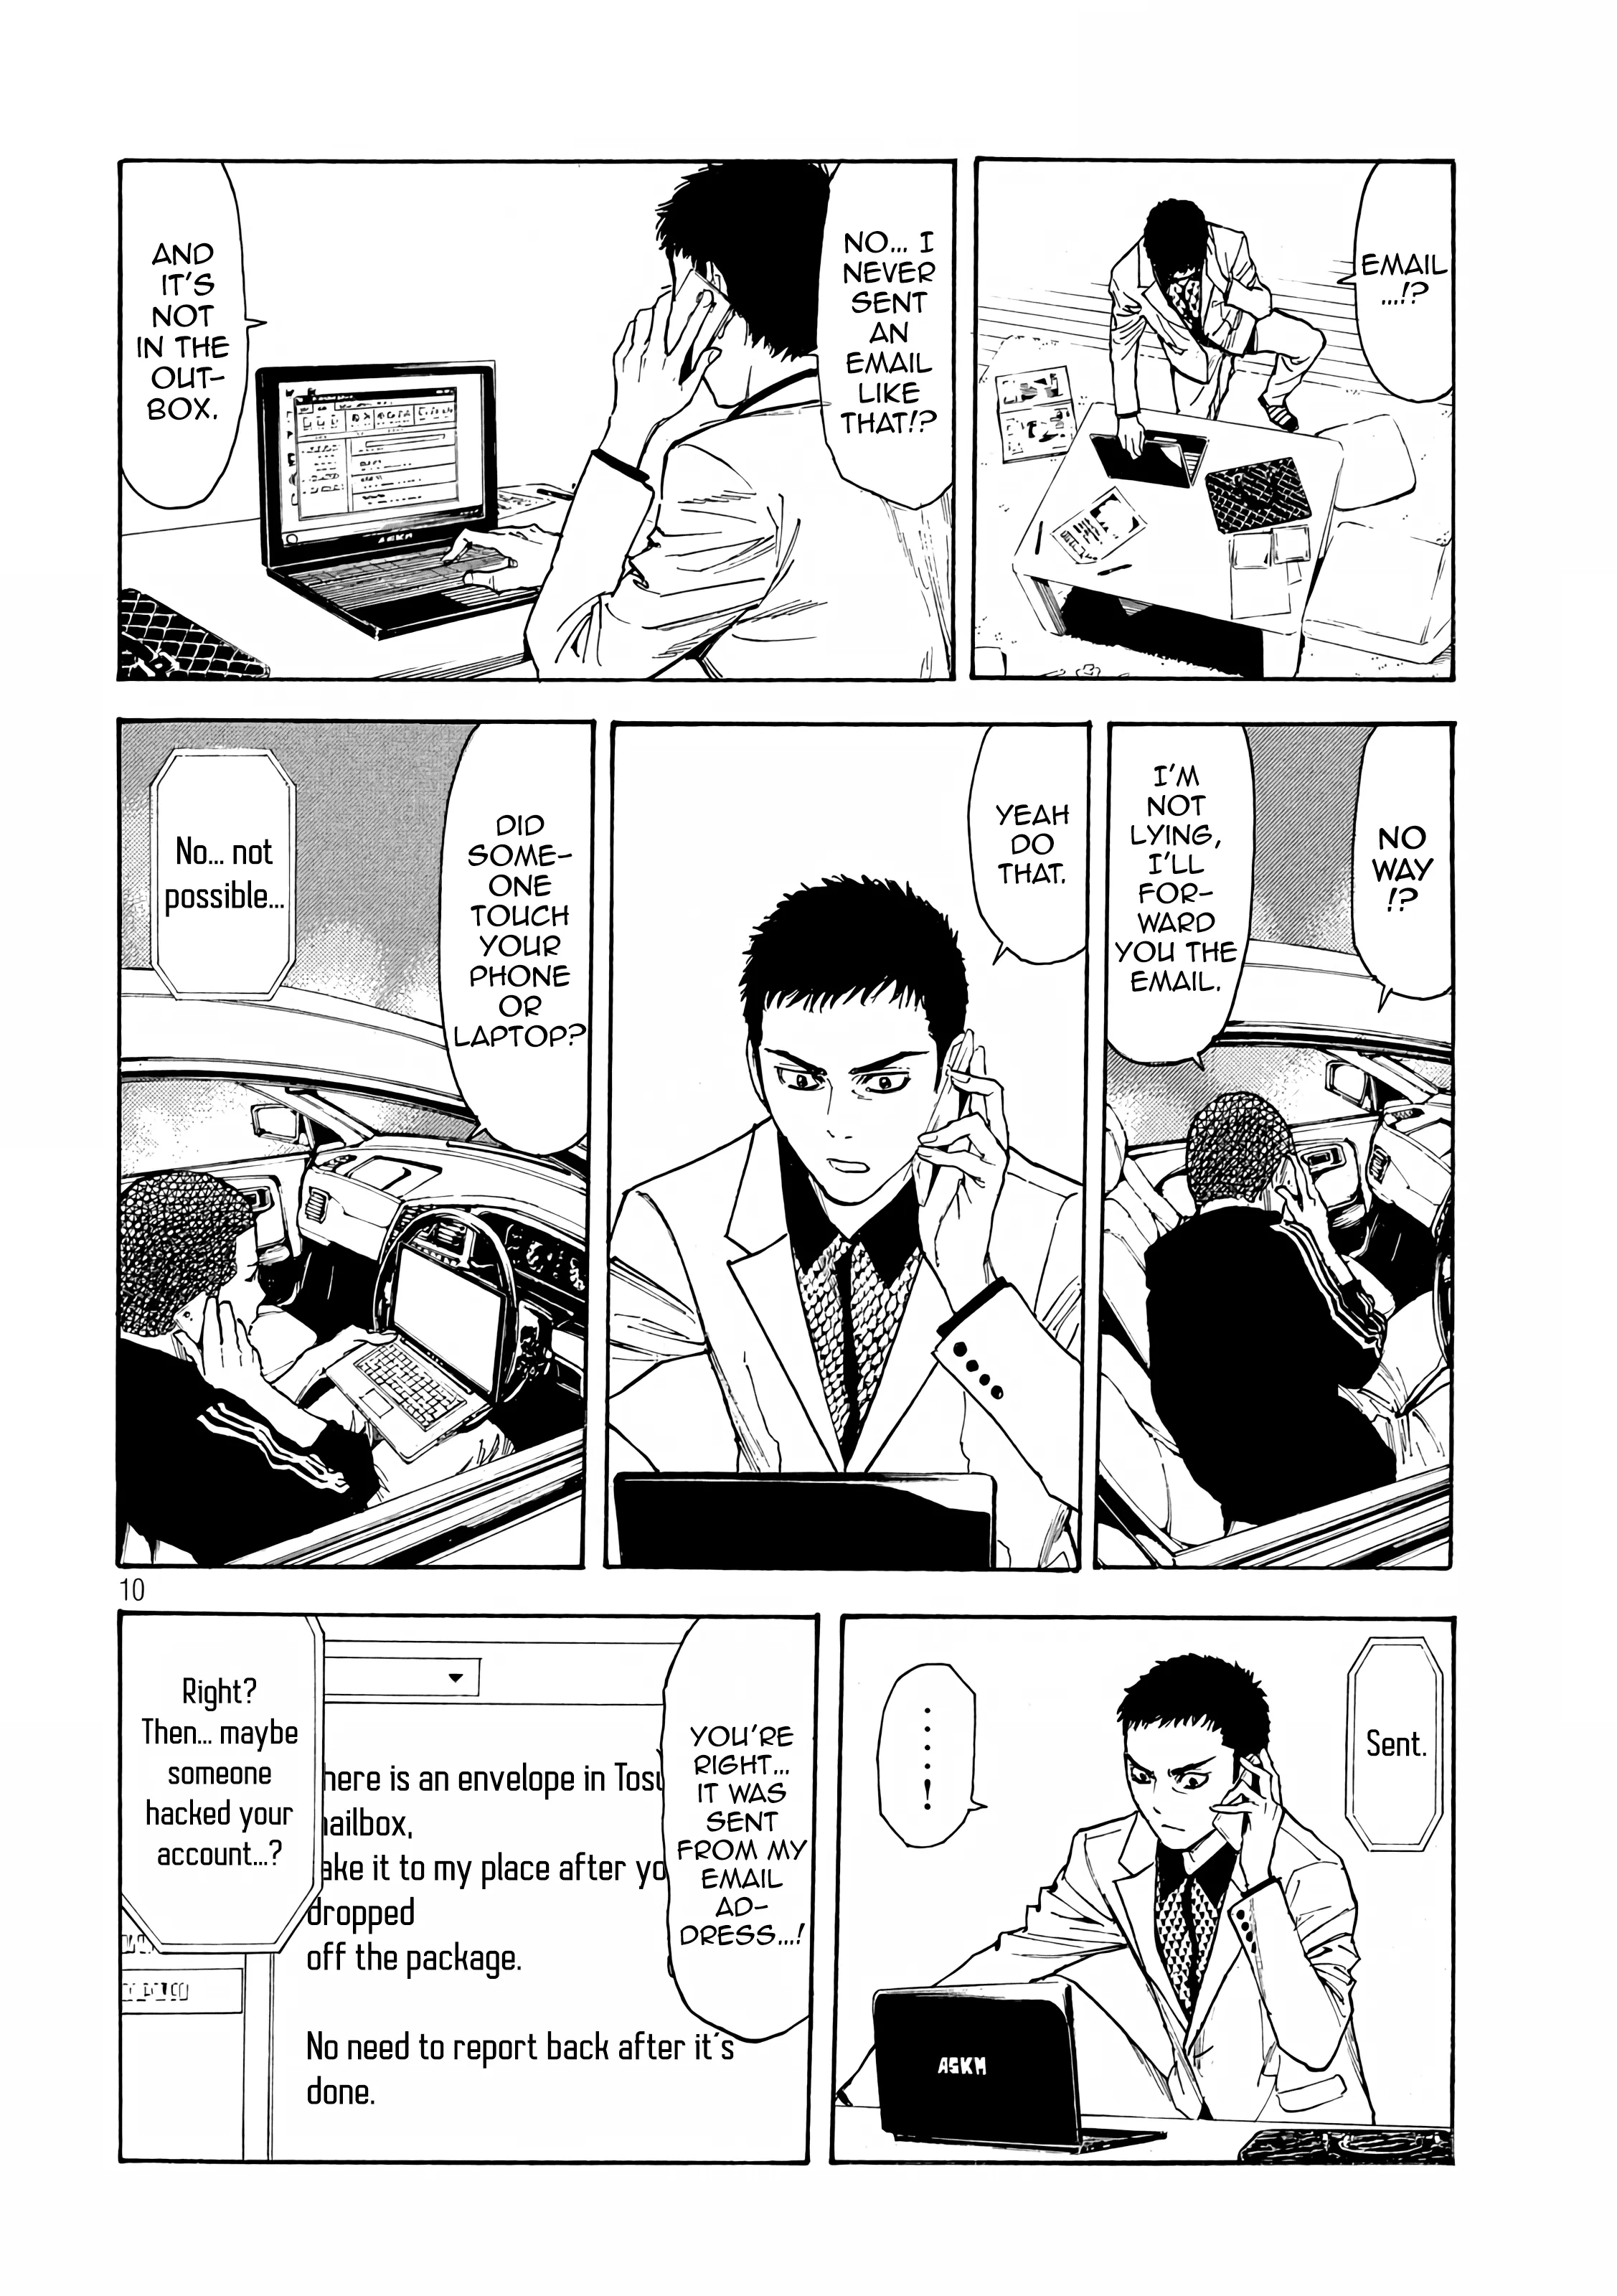 EMAIL
...!?
NO... I
NEVER
SENT
AN
EMAIL
LIKE
THAT!?
AND
IT'S
NOT
IN THE
OUT-
BOX.
ASKM
NO
WAY
!?
I'M
NOT
LYING,
I'LL
FOR-
WARD
YOU THE
EMAIL.
YEAH
DO
THAT.
DID
SOME-
ONE
TOUCH
YOUR
PHONE
OR
LAPTOP?
No... not
possible...
10
Sent.
.....!
ASKM
YOU'RE
RIGHT...
IT WAS
SENT
FROM MY
EMAIL
AD-
DRESS...!
here is an envelope in Tosu
ailbox,
ake it to my place after yo
dropped
off the package.
No need to report back after it's
done.
Right?
Then... maybe
someone
hacked your
account...?